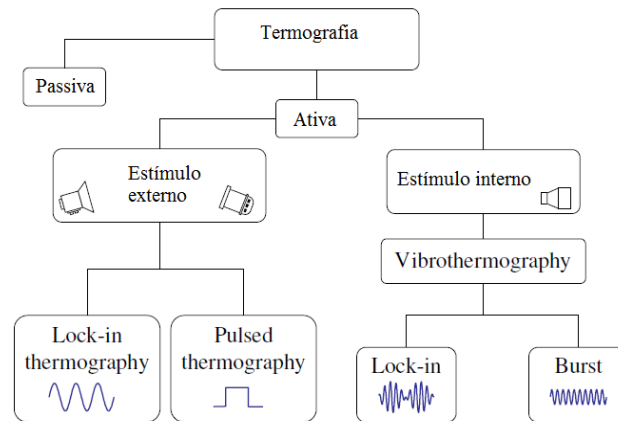 Termografia
Passiva
Ativa
Estímulo
externo
Estímulo interno
Vibrothermography
Lock-in
thermography
Pulsed
thermography
Lock-in
Burst